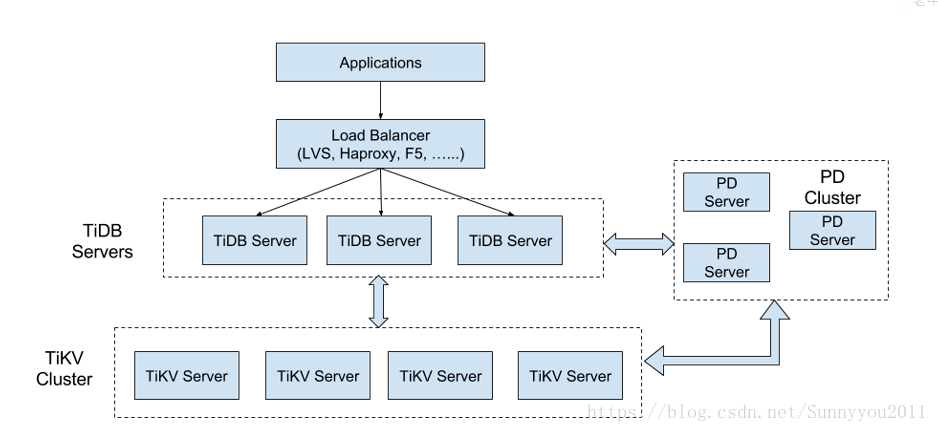 Applications
Load Balancer
(LVS, Haproxy, F5, …...)
TiDB
Servers
TiDB Server
TiDB Server
TiDB Server
PD
Cluster
PD
Server
PD
Server
PD
Server
TiKV
Cluster
TiKV Server
TiKV Server
TiKV Server
TiKV Server
https://blog.csdn.net/Sunnyyou2011